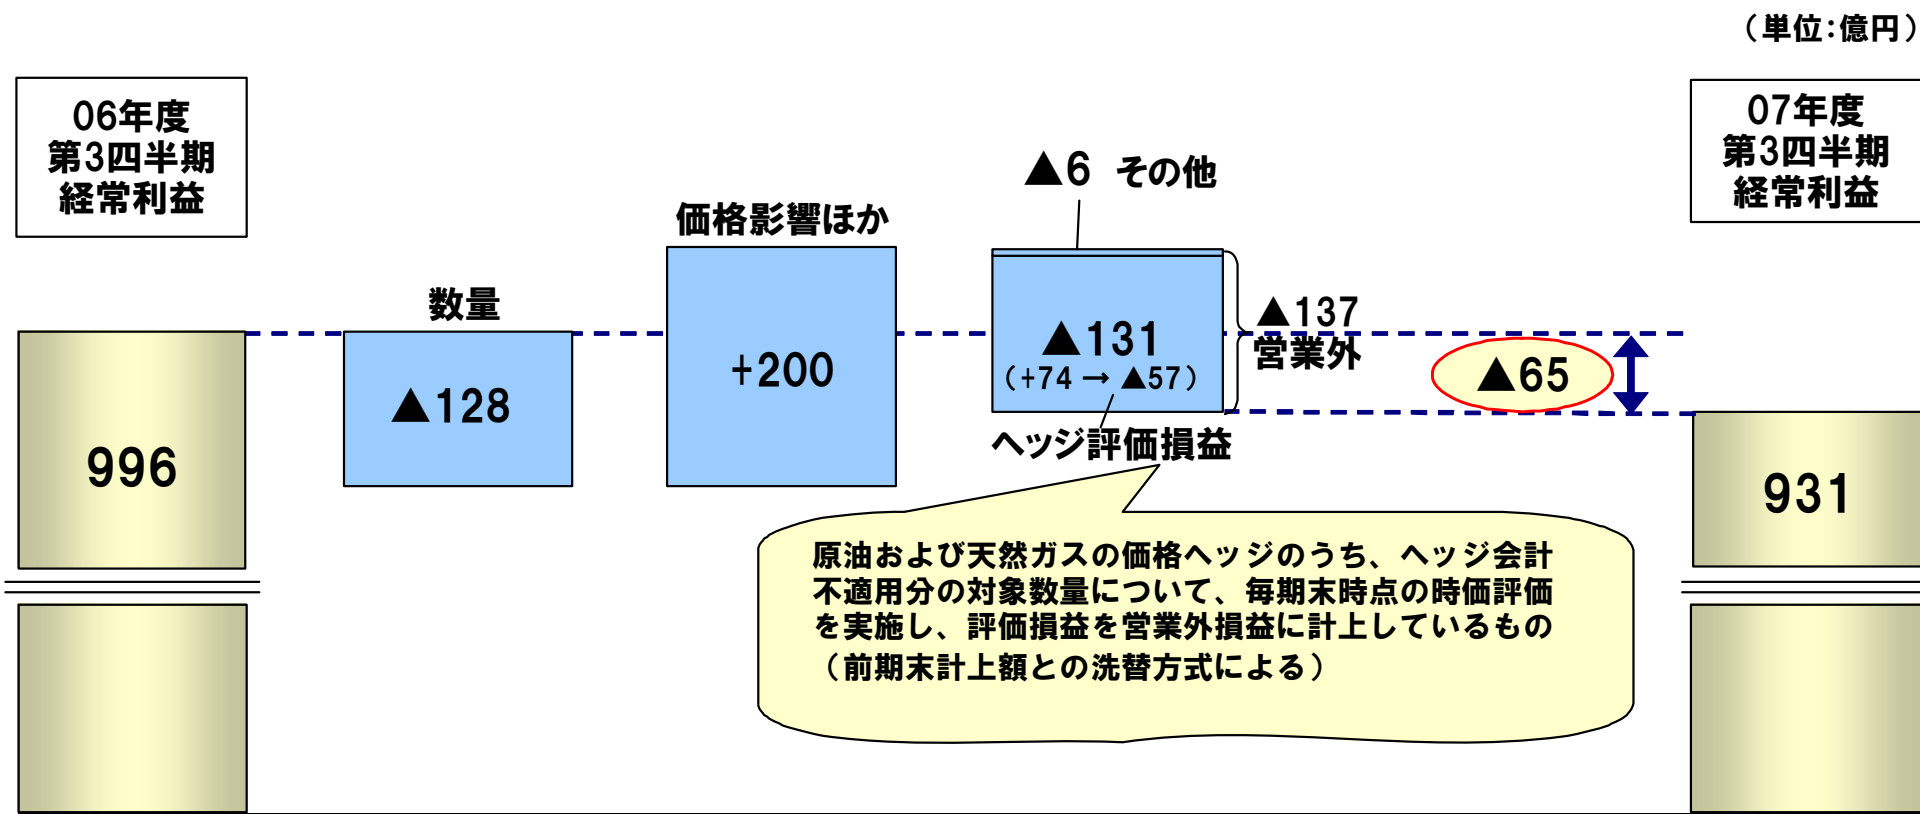 （単位:億円）
06年度
第3四半期
経常利益
07年度
第3四半期
経常利益
▲6 その他
価格影響ほか
数量
▲128
+200
▲131
（+74 → ▲57）
▲137
営業外
▲65
ヘッジ評価損益
996
931
原油および天然ガスの価格ヘッジのうち、ヘッジ会計
不適用分の対象数量について、毎期末時点の時価評価
を実施し、評価損益を営業外損益に計上しているもの
（前期末計上額との洗替方式による）